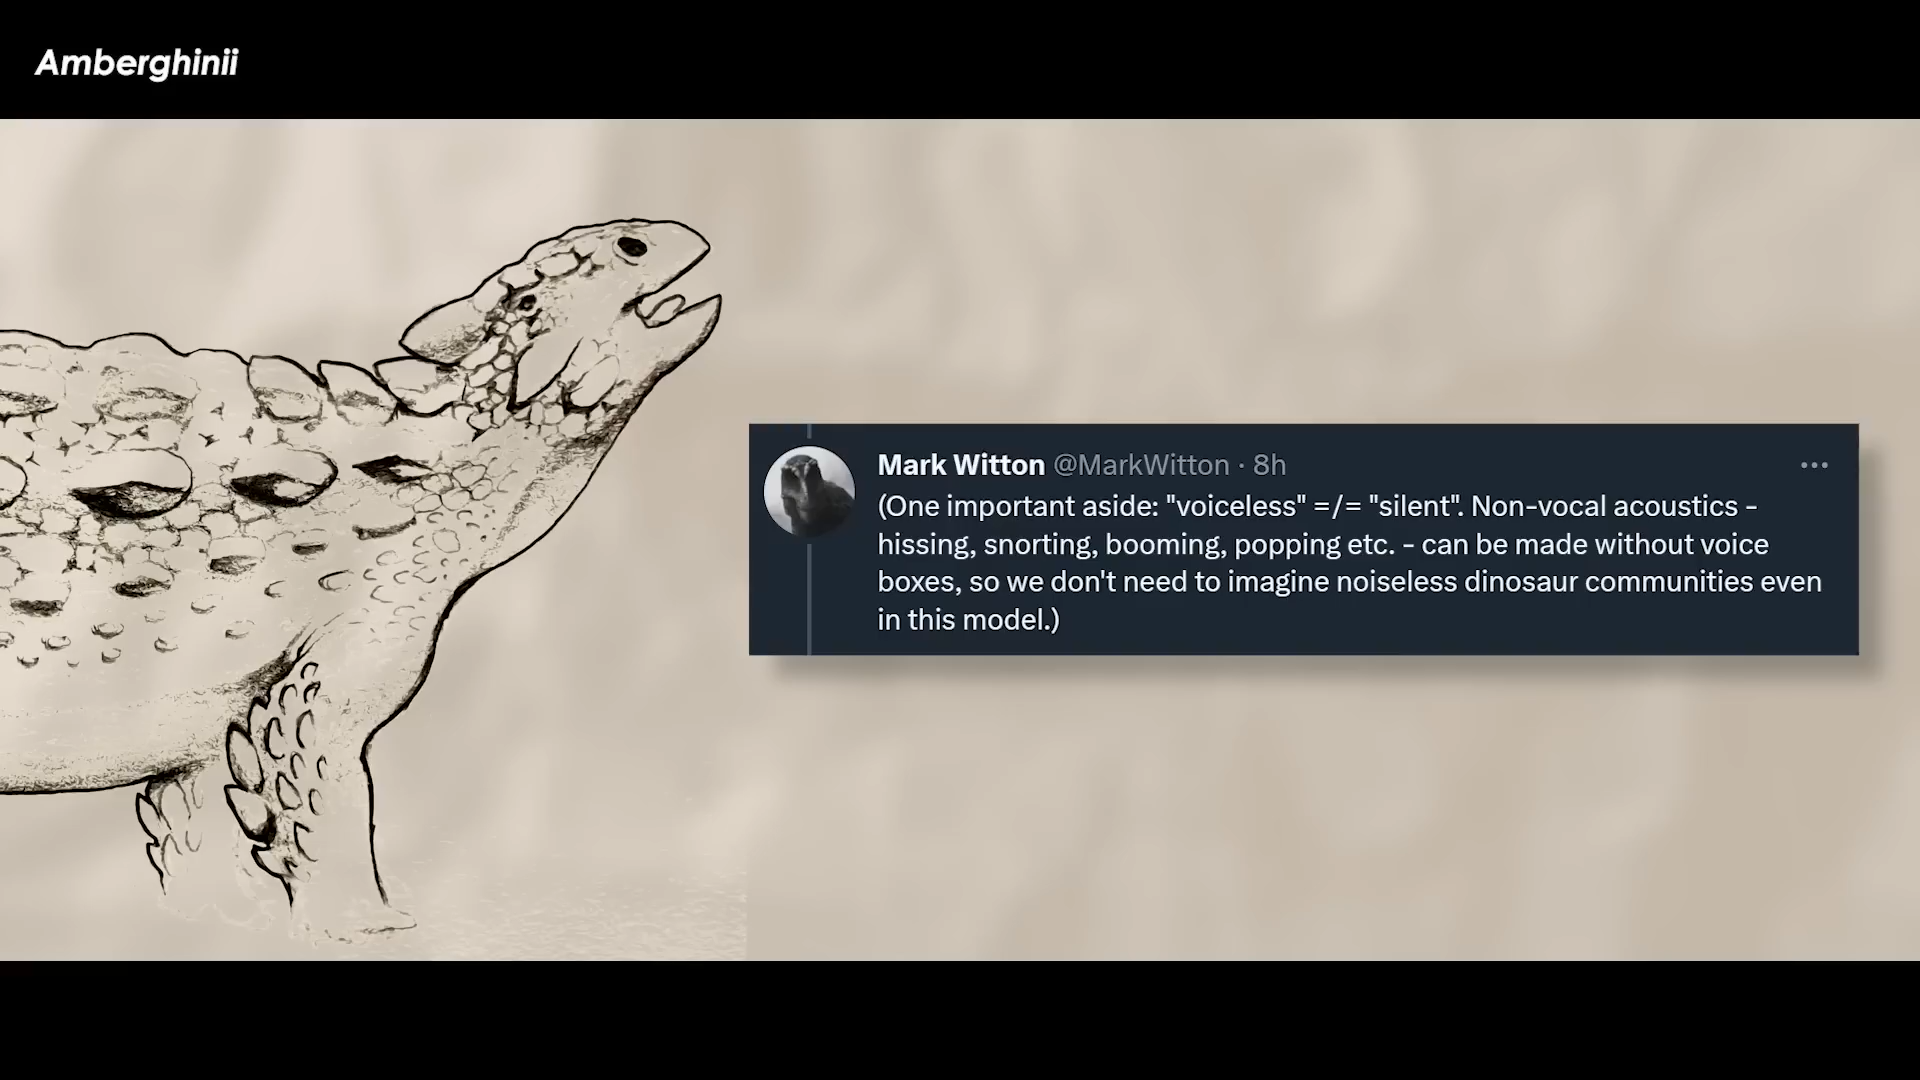 Amberghinii
Mark Witton @MarkWitton · 8h
(One important aside: "voiceless" =/= "silent". Non-vocal acoustics -
hissing, snorting, booming, popping etc. - can be made without voice
boxes, so we don't need to imagine noiseless dinosaur communities even
in this model.)